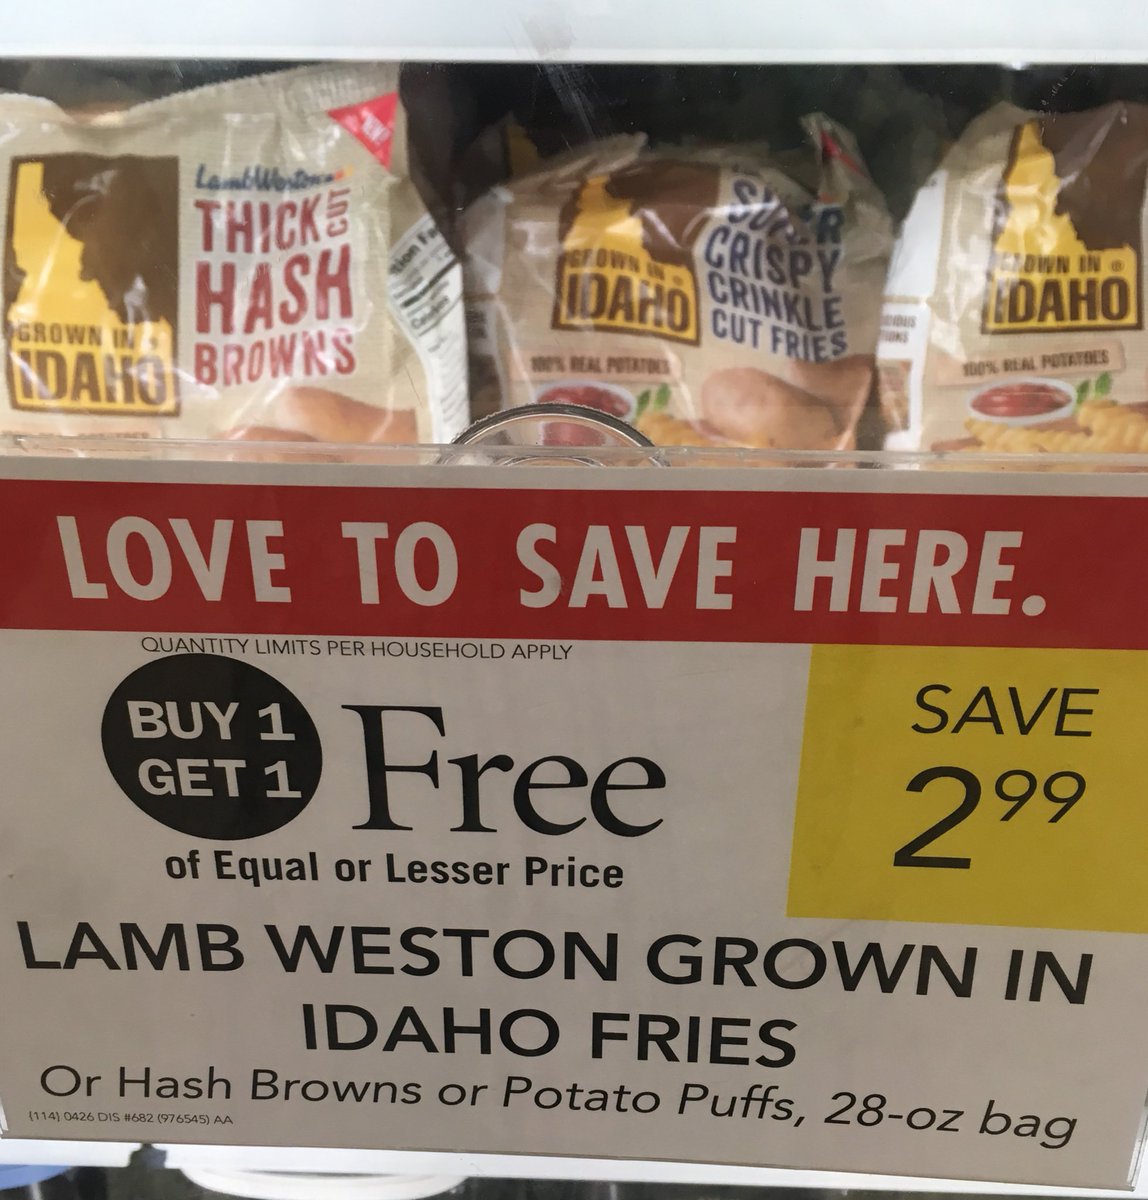 LambWeston
THICK CUT
HASH
BROWNS
GROWN IN
IDAHO
GROWN IN
IDAHO
SUPER
CRISPY
CRINKLE
CUT FRIES
100% REAL POTATOES
GROWN IN
IDAHO
100% REAL POTATOES
LOVE TO SAVE HERE.
QUANTITY LIMITS PER HOUSEHOLD APPLY
BUY 1
GET 1
Free
of Equal or Lesser Price
SAVE
2.99
LAMB WESTON GROWN IN
IDAHO FRIES
Or Hash Browns or Potato Puffs, 28-oz bag
(114) 0426 DIS #682 (976545) AA